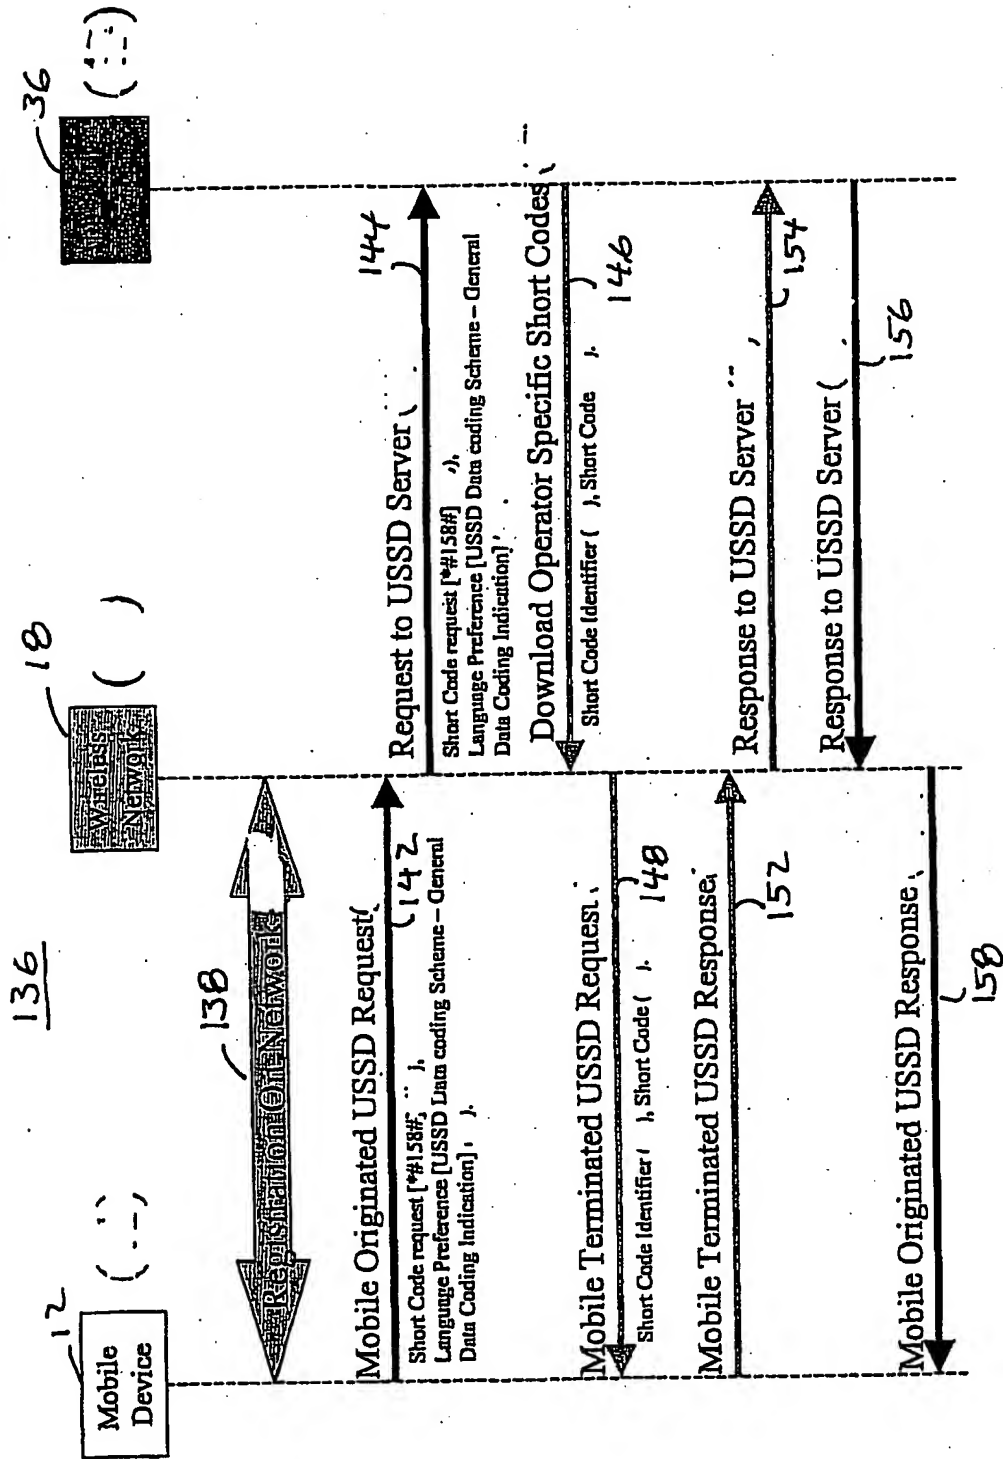 136
12
Mobile
Device
18
Wireless
Network
36
138
Registration On Network
Mobile Originated USSD Request
142
Short Code request [*#158#,
Language Preference [USSD Data coding Scheme – General
Data Coding Indication]
Request to USSD Server
144
Short Code request [*#158#]
Language Preference [USSD Data coding Scheme – General
Data Coding Indication]
Download Operator Specific Short Codes
146
Short Code Identifier ( ), Short Code ).
Mobile Terminated USSD Request
148
Short Code Identifier ( ), Short Code ( ).
Mobile Terminated USSD Response
152
Response to USSD Server
154
Response to USSD Server (
156
Mobile Originated USSD Response
158